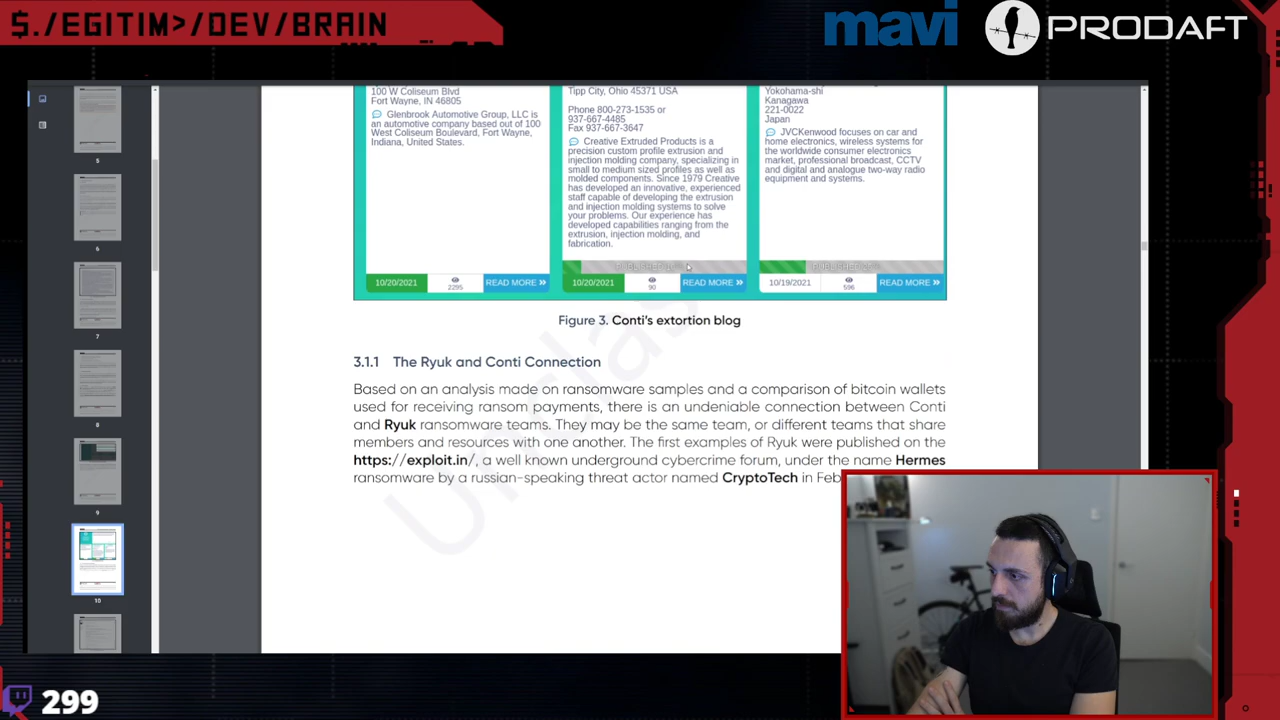 $./EGITIM>/DEV/BRAIN
mavi
PRODAFT
5
6
7
8
9
10
100 W Coliseum Blvd
Fort Wayne, IN 46805
Glenbrook Automotive Group, LLC is
an automotive company based out of 100
West Coliseum Boulevard, Fort Wayne,
Indiana, United States.
10/20/2021
2295
READ MORE »
Tipp City, Ohio 45371 USA
Phone 800-273-1535 or
937-667-4485
Fax 937-667-3647
Creative Extruded Products is a
precision custom profile extrusion and
injection molding company, specializing in
small to medium sized profiles as well as
molded components. Since 1979 Creative
has developed an innovative, experienced
staff capable of developing the extrusion
and injection molding systems to solve
your problems. Our experience has
developed capabilities ranging from the
extrusion, injection molding, and
fabrication.
PUBLISHED
10/20/2021
90
READ MORE »
Yokohama-shi
Kanagawa
221-0022
Japan
JVCKenwood focuses on car and
home electronics, wireless systems for
the worldwide consumer electronics
market, professional broadcast, CCTV
and digital and analogue two-way radio
equipment and systems.
PUBLISHED
10/19/2021
596
READ MORE »
Figure 3. Conti's extortion blog
3.1.1 The Ryuk and Conti Connection
Based on an analysis made on ransomware samples and a comparison of bitcoin wallets
used for receiving ransom payments, there is an undeniable connection between Conti
and Ryuk ransomware teams. They may be the same team, or different teams that share
members and resources with one another. The first examples of Ryuk were published on the
https://exploit.in/, a well known underground cybercrime forum, under the name Hermes
ransomware by a russian-speaking threat actor named CryptoTech in Feb
299